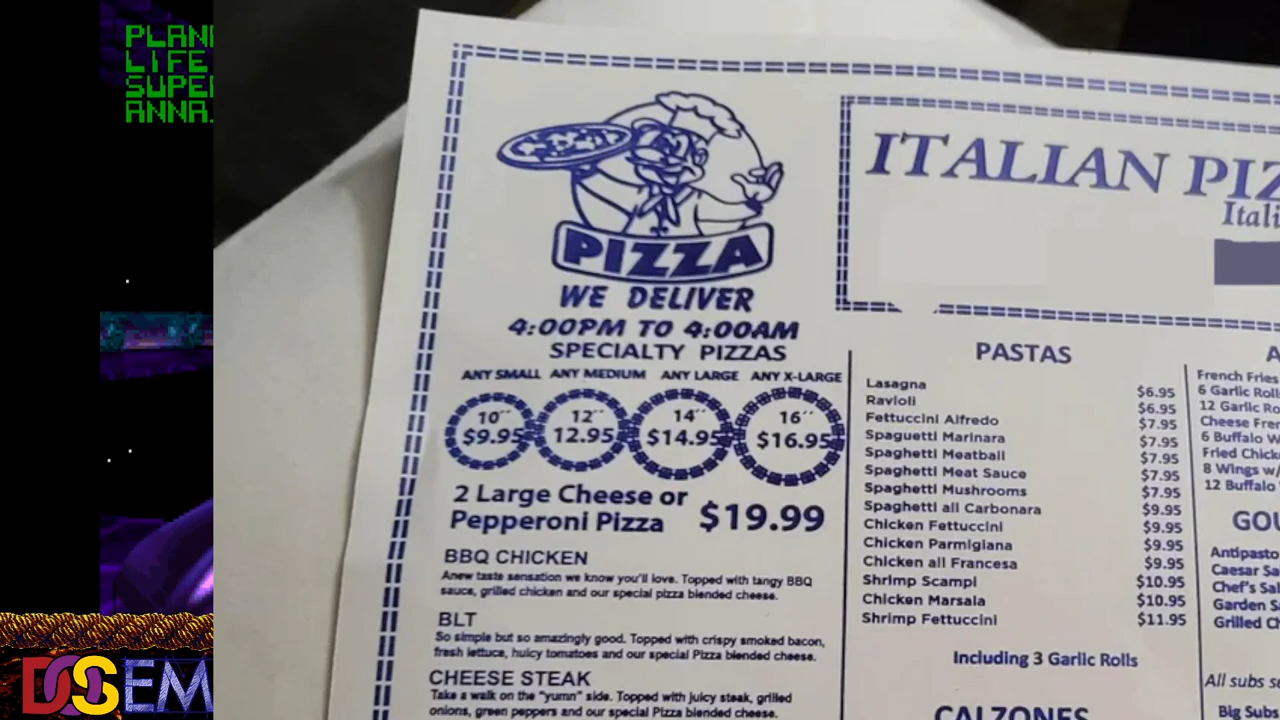 PLAN
LIFE
SUPE
ANNA.
DOSEM
PIZZA
WE DELIVER
4:00PM TO 4:00AM
SPECIALTY PIZZAS
ANY SMALL ANY MEDIUM ANY LARGE ANY X-LARGE
10" 12" 14" 16"
$9.95 12.95 $14.95 $16.95
2 Large Cheese or
Pepperoni Pizza $19.99
BBQ CHICKEN
Anew taste sensation we know you'll love. Topped with tangy BBQ
sauce, grilled chicken and our special pizza blended cheese.
BLT
So simple but so amazingly good. Topped with crispy smoked bacon,
fresh lettuce, huicy tomatoes and our special Pizza blended cheese.
CHEESE STEAK
Take a walk on the "yumn" side. Topped with juicy steak, grilled
onions, green peppers and our special Pizza blended cheese.
ITALIAN PIZ
Itali
PASTAS
Lasagna $6.95
Ravioli $6.95
Fettuccini Alfredo $7.95
Spaguetti Marinara $7.95
Spaghetti Meatball $7.95
Spaghetti Meat Sauce $7.95
Spaghetti Mushrooms $7.95
Spaghetti all Carbonara $9.95
Chicken Fettuccini $9.95
Chicken Parmigiana $9.95
Chicken all Francesa $9.95
Shrimp Scampi $10.95
Chicken Marsala $10.95
Shrimp Fettuccini $11.95
Including 3 Garlic Rolls
CALZONES
A
French Fries
6 Garlic Roll
12 Garlic Ro
Cheese Fren
6 Buffalo W
Fried Chick
8 Wings w/
12 Buffalo
GOU
Antipasto
Caesar Sa
Chef's Sal
Garden S
Grilled Ch
All subs se
Big Subs